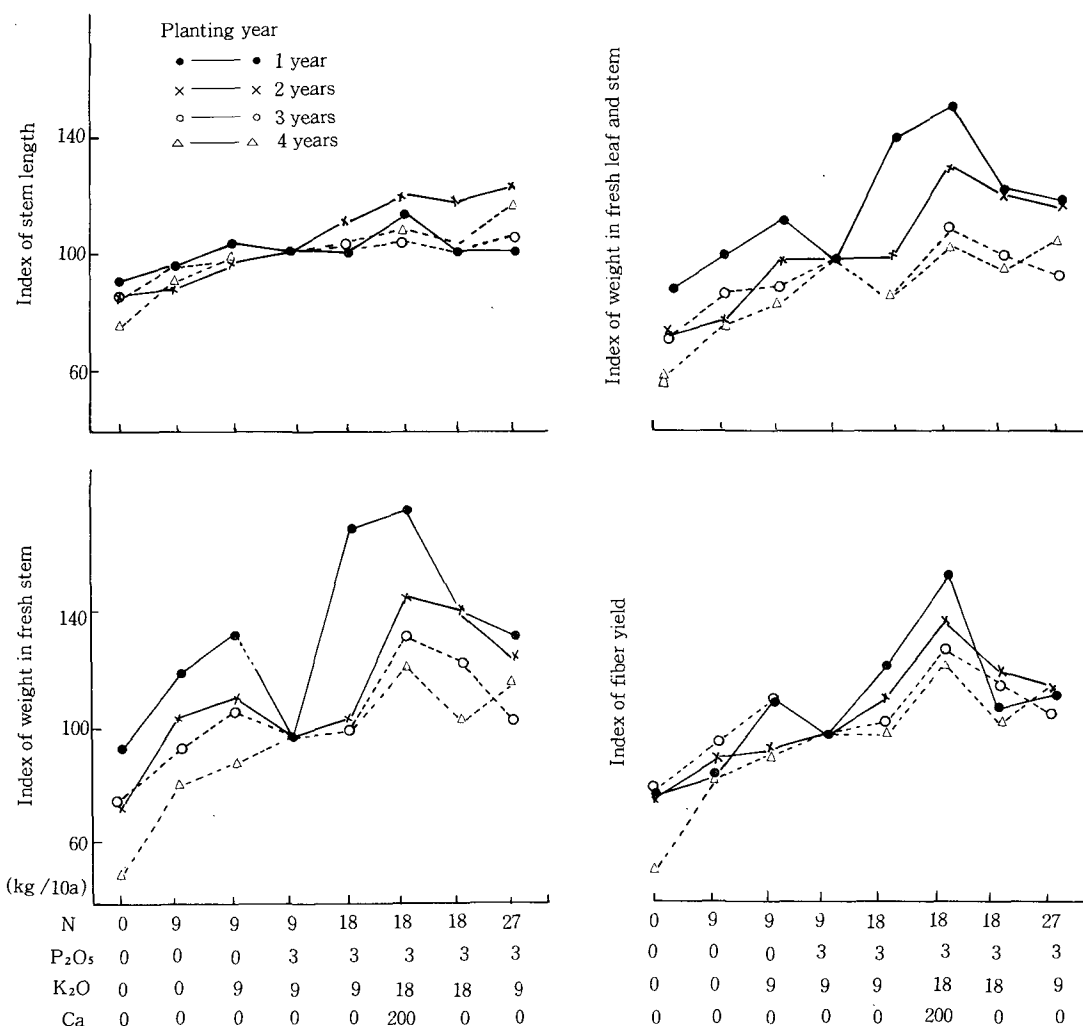 Planting year
1 year
2 years
3 years
4 years
Index of stem length
140
100
60
Index of weight in fresh leaf and stem
Index of weight in fresh stem
140
100
60
(kg/10a)
Index of fiber yield
N 0 9 9 9 18 18 18 27
P₂O₅ 0 0 0 3 3 3 3 3
K₂O 0 0 9 9 9 18 18 9
Ca 0 0 0 0 0 200 0 0
0 9 9 9 18 18 18 27
0 0 0 3 3 3 3 3
0 0 9 9 9 18 18 9
0 0 0 0 0 200 0 0